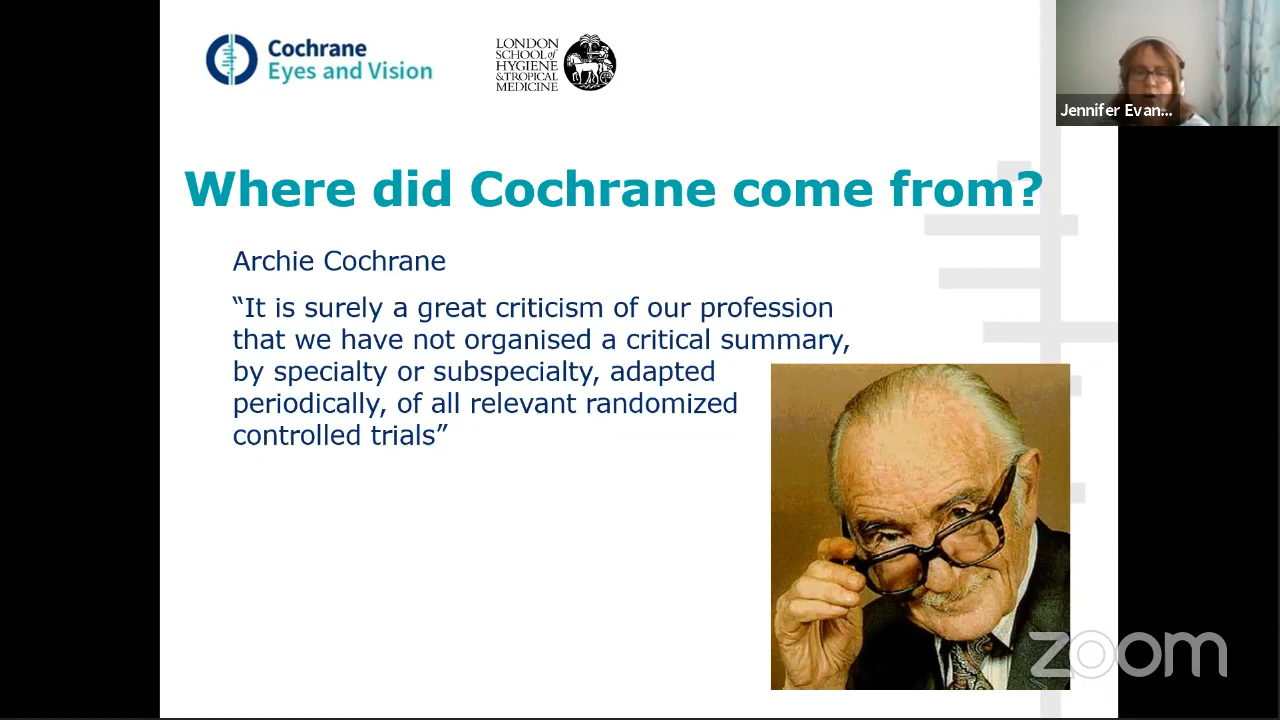 Cochrane
Eyes and Vision
LONDON
SCHOOL of
HYGIENE
& TROPICAL
MEDICINE
Jennifer Evan...
Where did Cochrane come from?
Archie Cochrane
“It is surely a great criticism of our profession
that we have not organised a critical summary,
by specialty or subspecialty, adapted
periodically, of all relevant randomized
controlled trials”
zoom